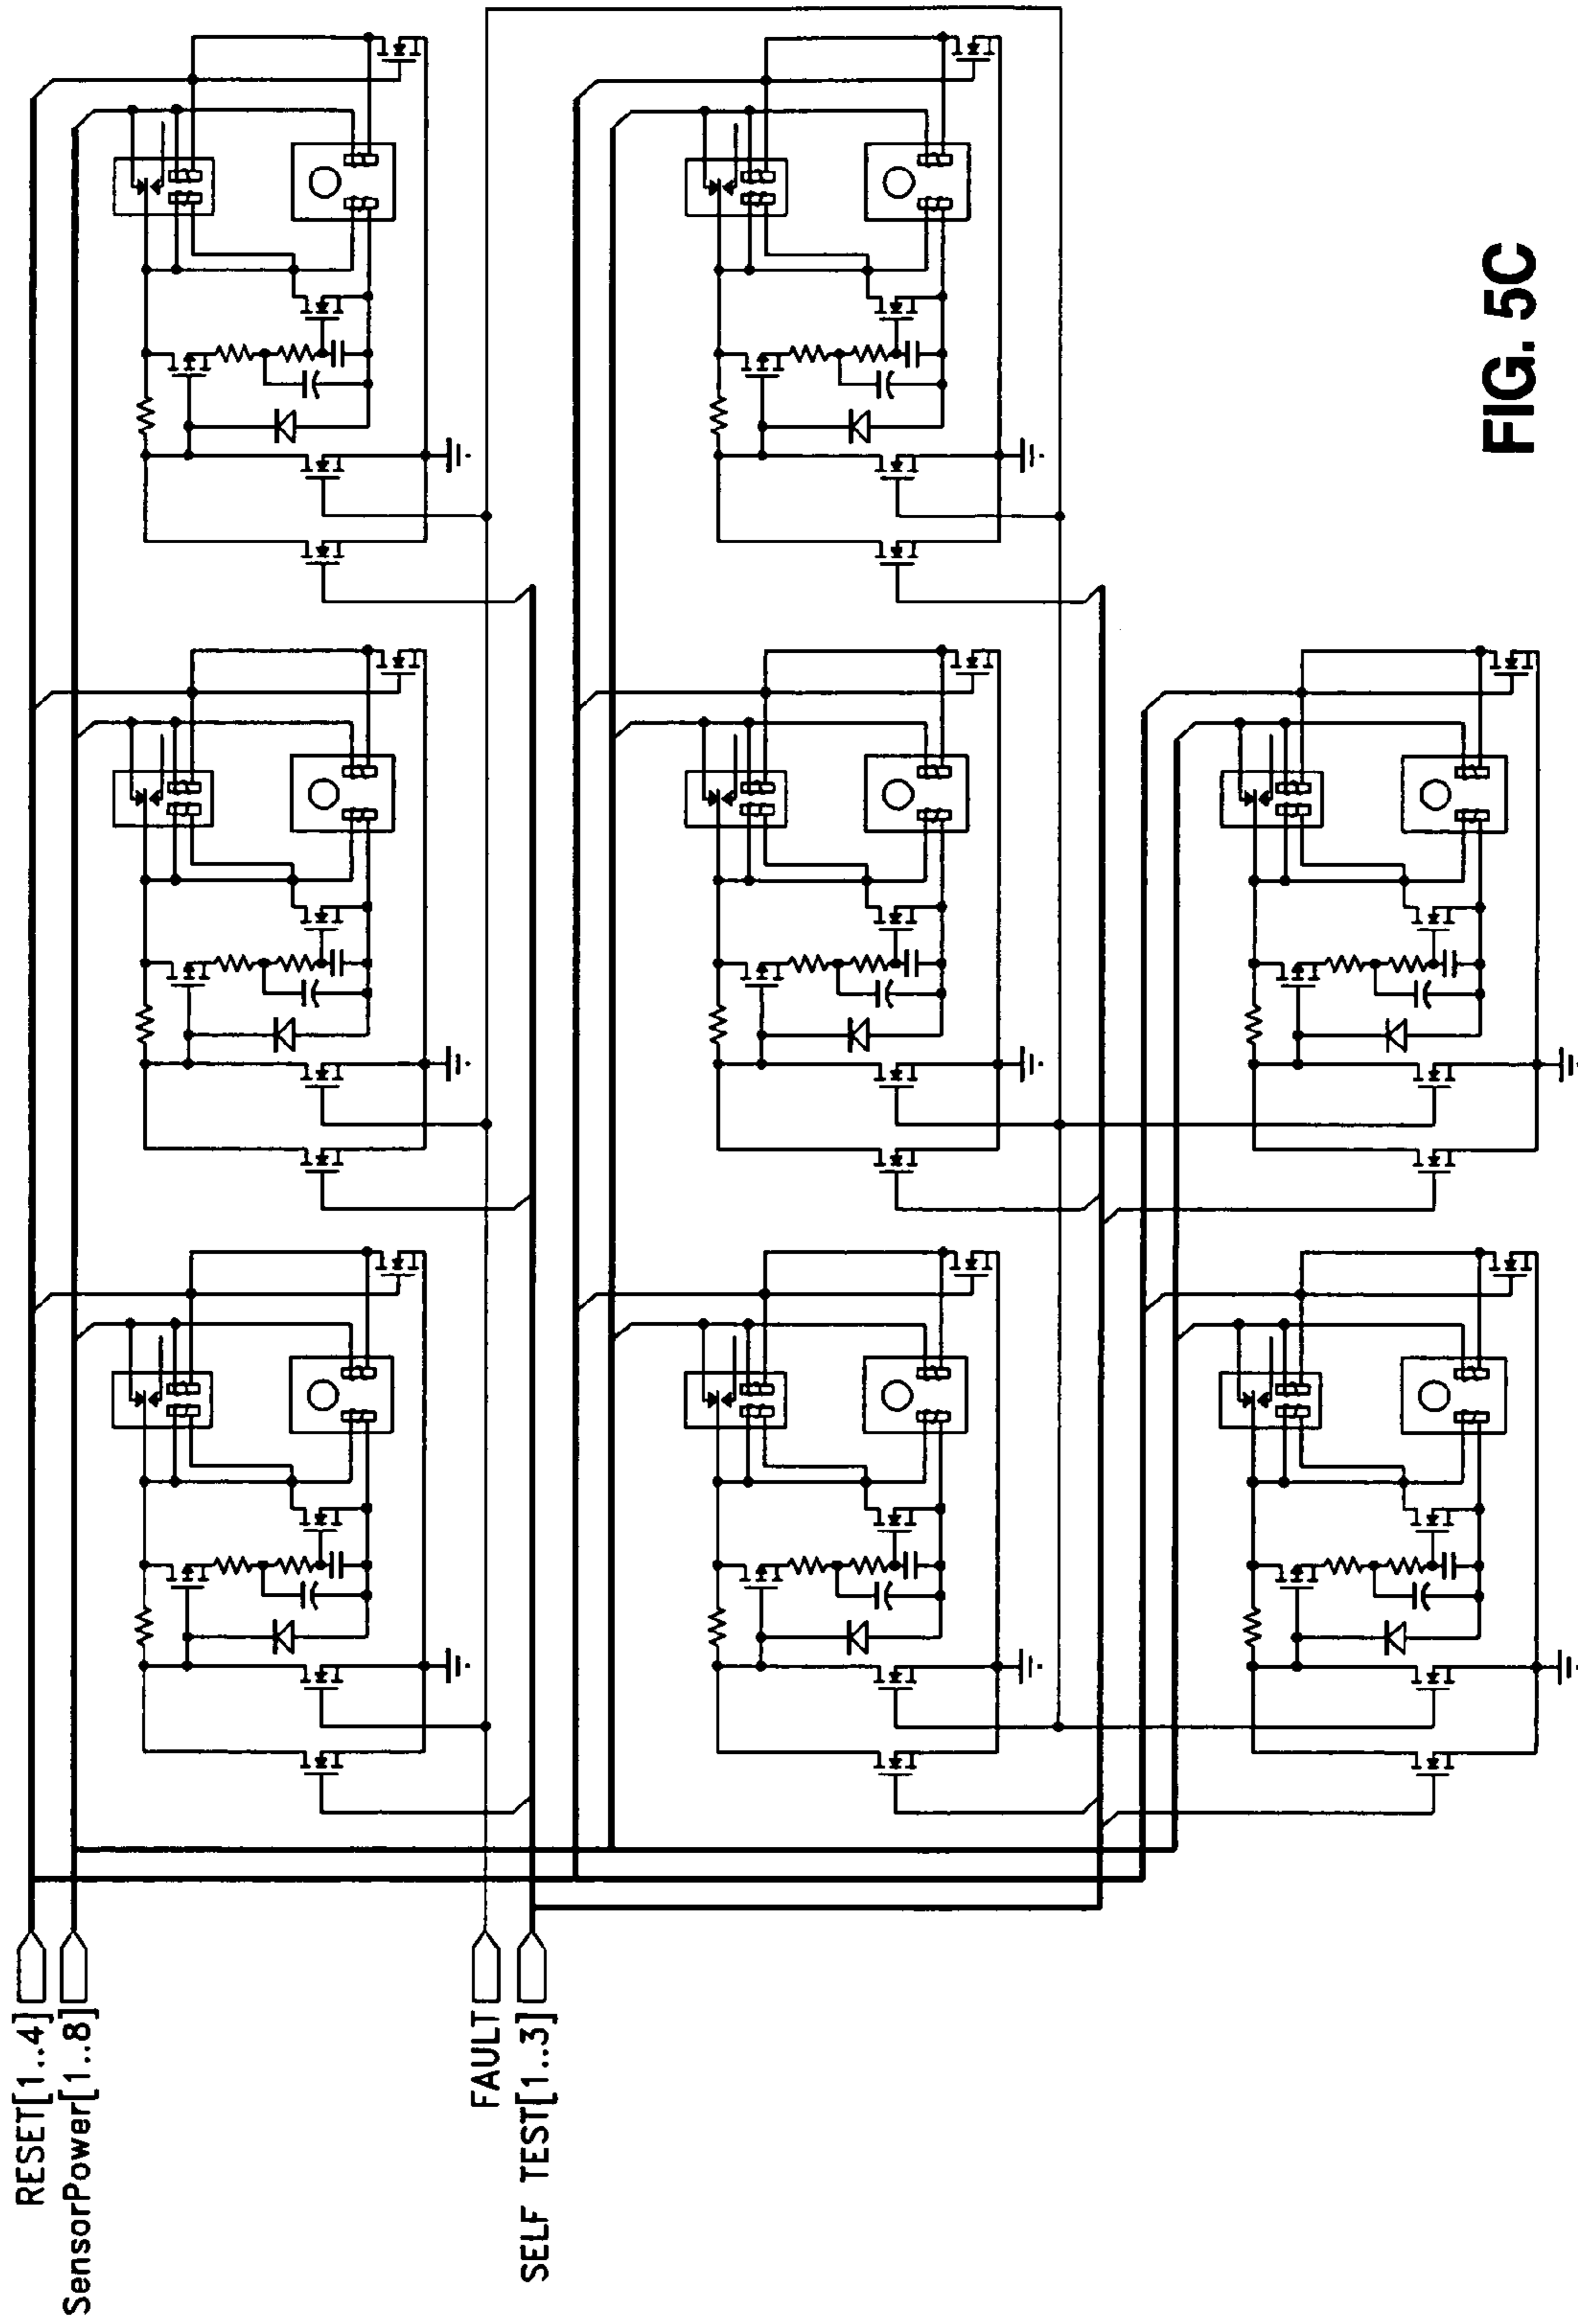 RESET[1..4]
SensorPower[1..8]
FAULT
SELF TEST[1..3]
FIG. 5C